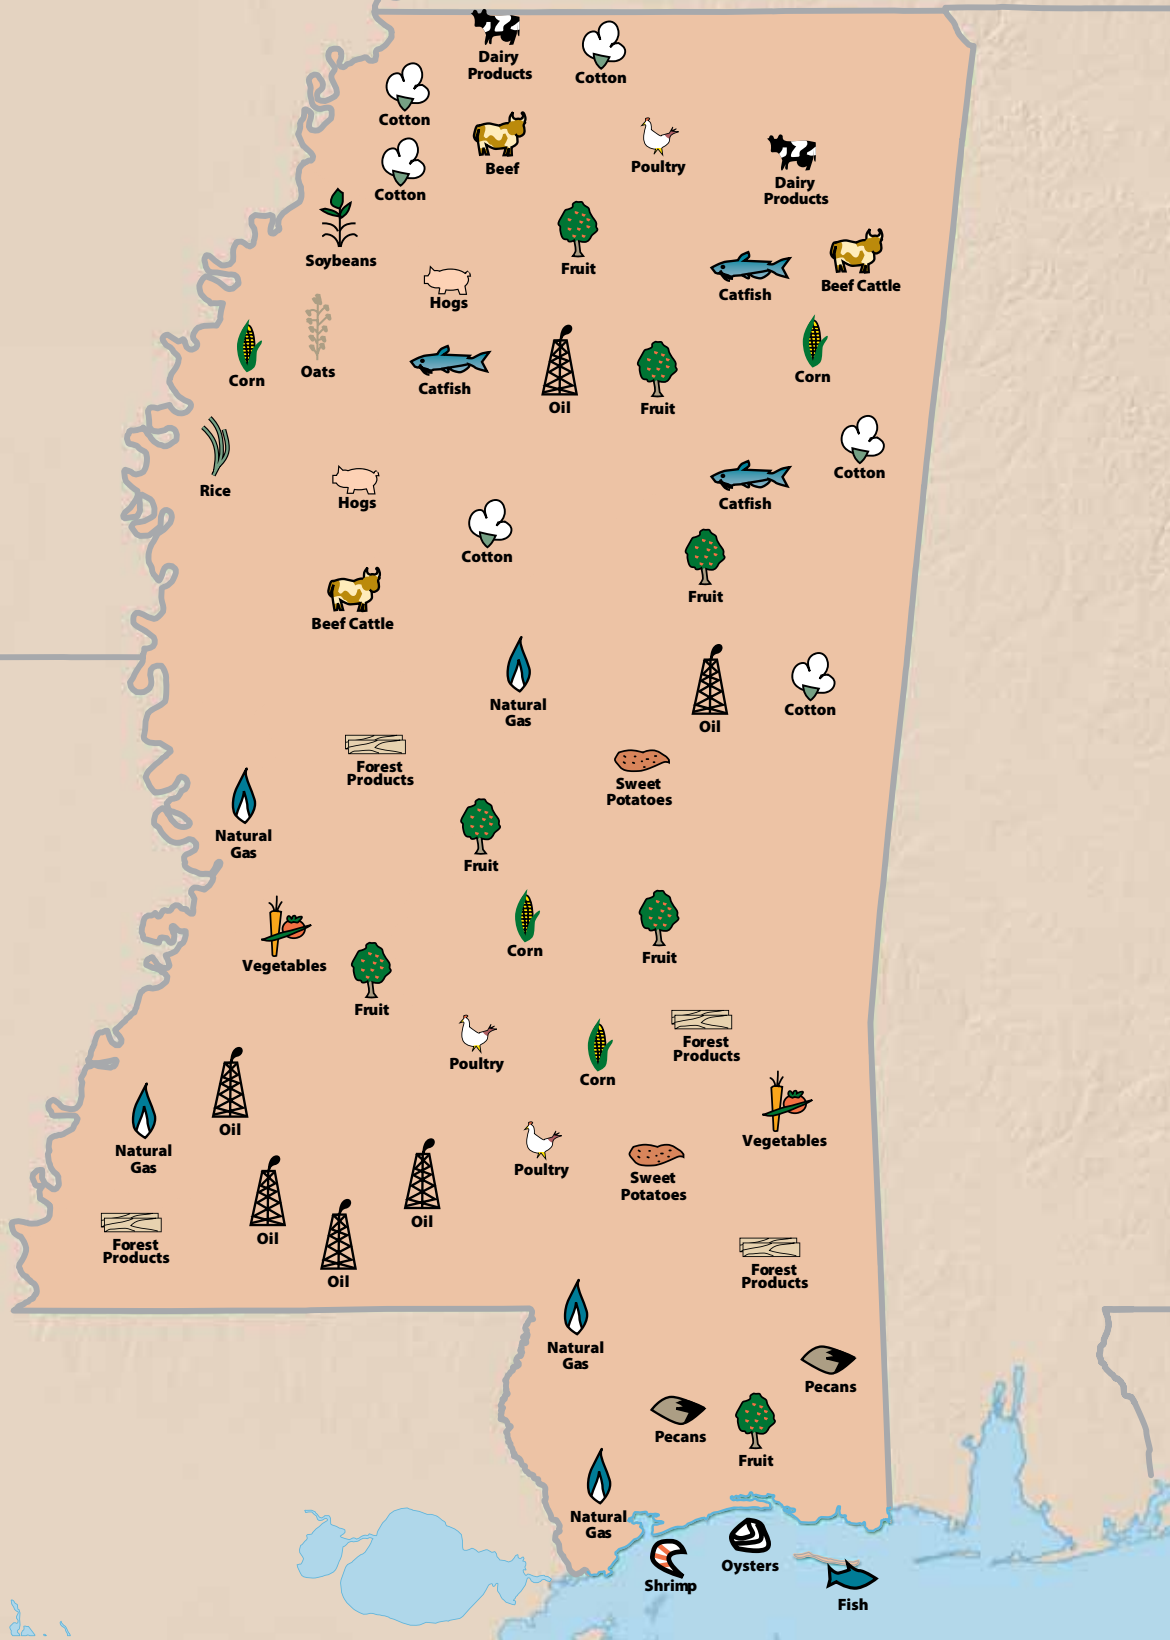 Dairy
Products
Cotton
Cotton
Beef
Poultry
Dairy
Products
Cotton
Soybeans
Fruit
Catfish
Beef Cattle
Hogs
Corn
Oats
Catfish
Oil
Fruit
Corn
Rice
Hogs
Catfish
Cotton
Cotton
Fruit
Beef Cattle
Natural
Gas
Oil
Cotton
Forest
Products
Sweet
Potatoes
Natural
Gas
Fruit
Vegetables
Corn
Fruit
Fruit
Poultry
Corn
Forest
Products
Oil
Natural
Gas
Vegetables
Poultry
Sweet
Potatoes
Oil
Oil
Oil
Forest
Products
Forest
Products
Natural
Gas
Pecans
Pecans
Fruit
Natural
Gas
Shrimp
Oysters
Fish